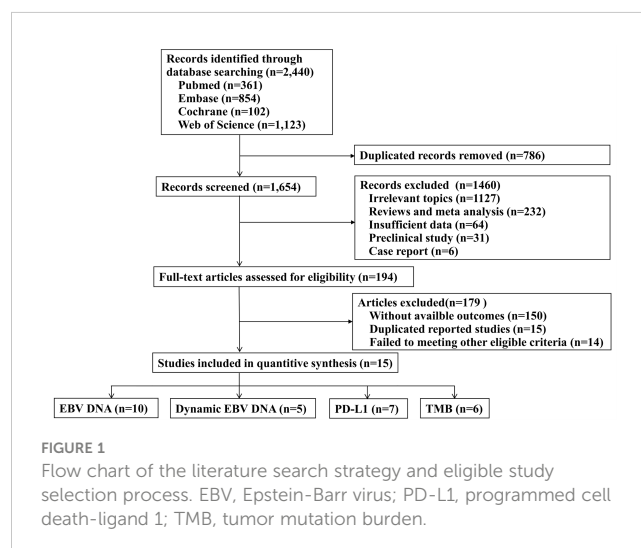 Records identified through
database searching (n=2,440)
Pubmed(n=361)
Embase(n=854)
Cochrane(n=102)
Web of Science(n=1,123)
Duplicated records removed (n=786)
Records screened (n=1,654)
Records excluded (n=1460)
Irrelevant topics(n=1127)
Reviews and meta analysis(n=232)
Insufficient data(n=64)
Preclinical study(n=31)
Case report(n=6)
Full-text articles assessed for eligibility(n=194)
Articles excluded(n=179 )
Without availble outcomes(n=150)
Duplicated reported studies(n=15)
Failed to meeting other eligible criteria(n=14)
Studies included in quantitive synthesis(n=15)
EBV DNA(n=10)
Dynamic EBV DNA(n=5)
PD-L1(n=7)
TMB(n=6)
FIGURE 1
Flow chart of the literature search strategy and eligible study
selection process. EBV, Epstein-Barr virus; PD-L1, programmed cell
death-ligand 1; TMB, tumor mutation burden.